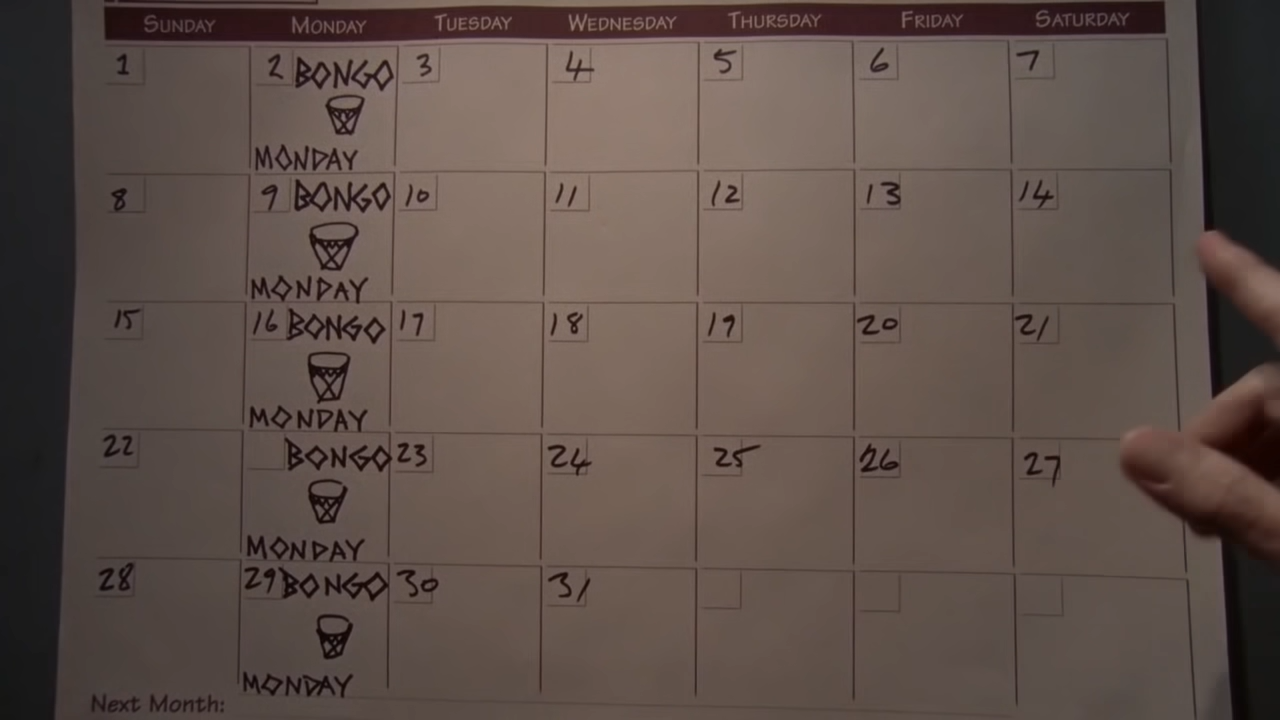 SUNDAY MONDAY TUESDAY WEDNESDAY THURSDAY FRIDAY SATURDAY
1 2 BONGO 3 4 5 6 7
MONDAY
8 9 BONGO 10 11 12 13 14
MONDAY
15 16 BONGO 17 18 19 20 21
MONDAY
22 BONGO 23 24 25 26 27
MONDAY
28 29 BONGO 30 31
MONDAY
Next Month: